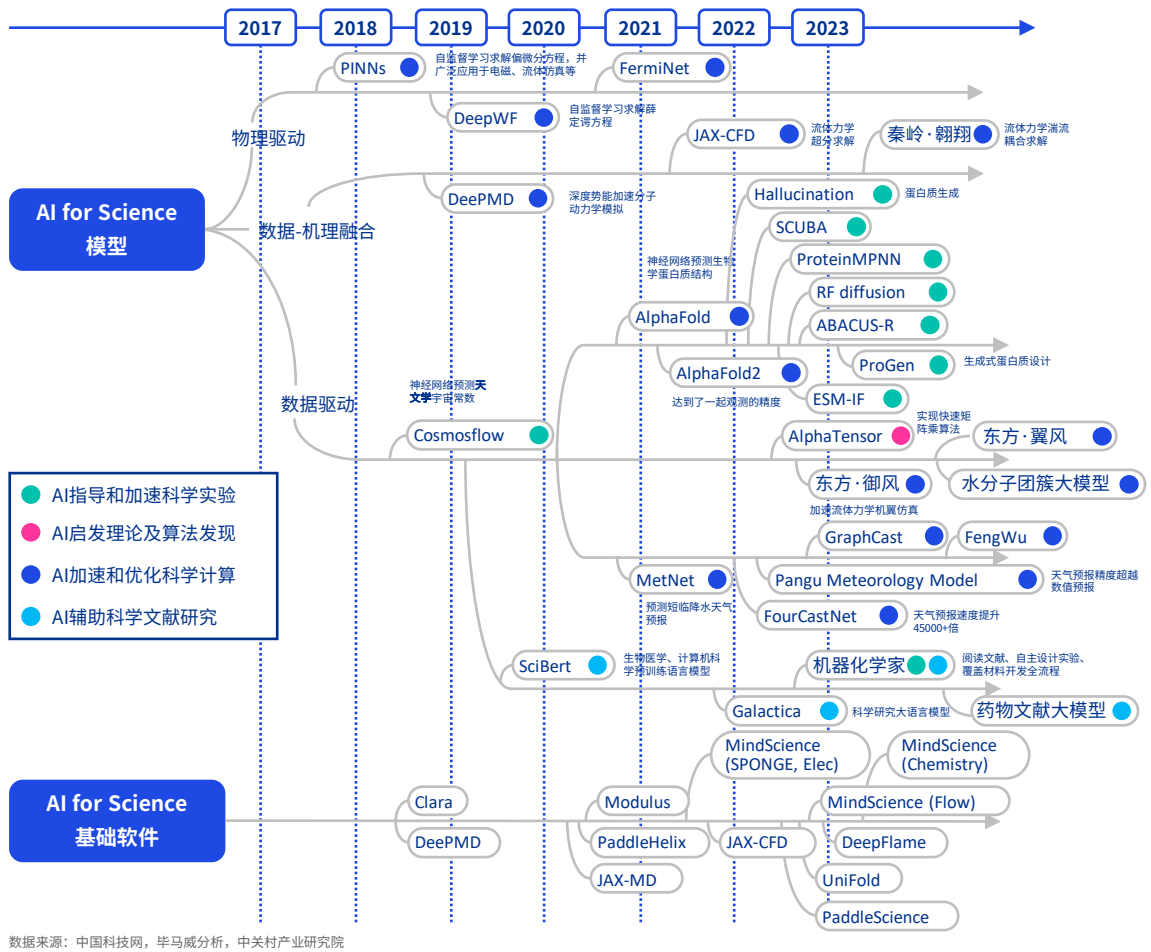 2017
2018
2019
2020
2021
2022
2023
PINNs
自监督学习求解偏微分方程，并
广泛应用于电磁、流体仿真等
FermiNet
DeepWF
自监督学习求解薛
定谔方程
物理驱动
JAX-CFD
流体力学
超分求解
秦岭·翱翔
流体力学湍流
耦合求解
AI for Science
模型
DeePMD
深度势能加速分子
动力学模拟
数据-机理融合
Hallucination
蛋白质生成
SCUBA
神经网络预测生物
学蛋白质结构
ProteinMPNN
RF diffusion
AlphaFold
ABACUS-R
AlphaFold2
达到了一起观测的精度
ProGen
生成式蛋白质设计
ESM-IF
数据驱动
神经网络预测天
文学宇宙常数
Cosmosflow
AlphaTensor
实现快速矩
阵乘算法
东方·翼风
东方·御风
加速流体力学机翼仿真
水分子团簇大模型
AI指导和加速科学实验
AI启发理论及算法发现
AI加速和优化科学计算
AI辅助科学文献研究
GraphCast
FengWu
MetNet
预测短临降水天气
预报
Pangu Meteorology Model
天气预报精度超越
数值预报
FourCastNet
天气预报速度提升
45000+倍
SciBert
生物医学、计算机科
学预训练语言模型
机器化学家
阅读文献、自主设计实验、
覆盖材料开发全流程
Galactica
科学研究大语言模型
药物文献大模型
AI for Science
基础软件
MindScience
(SPONGE, Elec)
MindScience
(Chemistry)
Clara
Modulus
MindScience (Flow)
DeePMD
PaddleHelix
JAX-CFD
DeepFlame
JAX-MD
UniFold
PaddleScience
数据来源：中国科技网，毕马威分析，中关村产业研究院